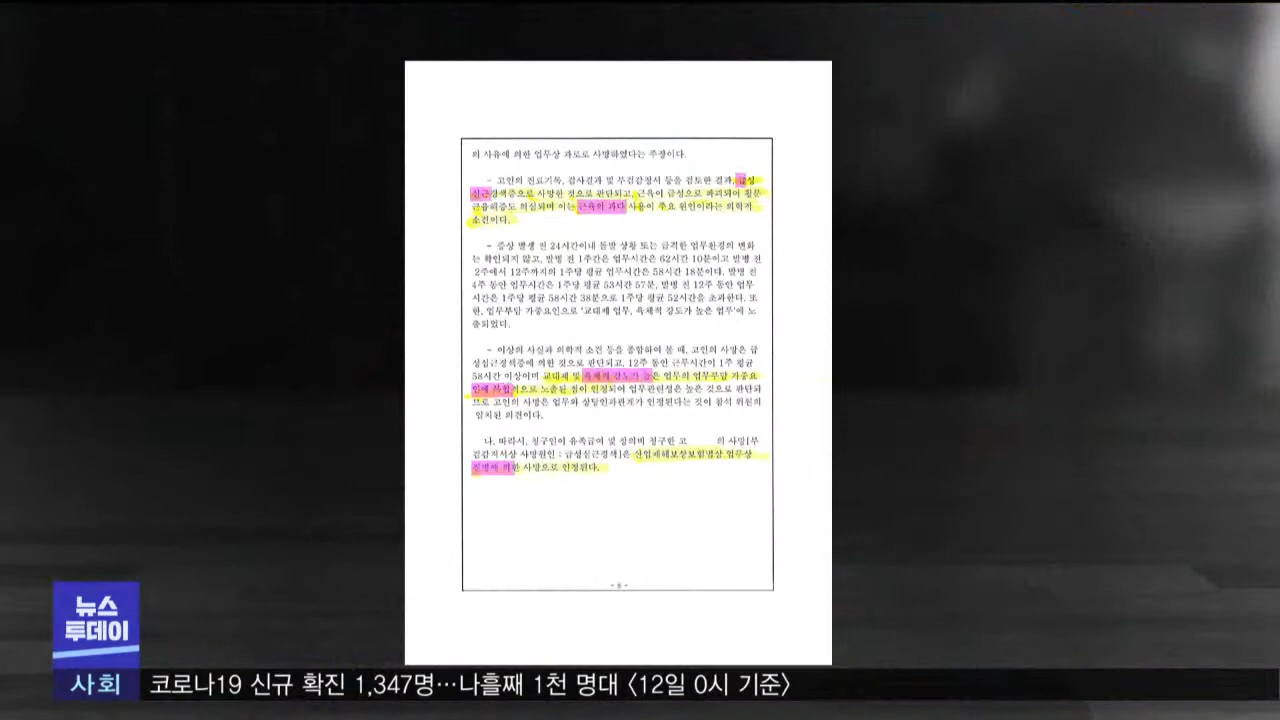 의 사유에 의한 업무상 과로로 사망하였다는 주장이다.
- 고인의 진료기록, 검사결과 및 부검감정서 등을 검토한 결과, 급성
심근경색증으로 사망한 것으로 판단되고, 근육이 급성으로 파괴되어 횡문
근융해증도 의심되며 이는 근육의 과다 사용이 주요 원인이라는 의학적
소견이다.
- 증상 발생 전 24시간이내 돌발 상황 또는 급격한 업무환경의 변화
는 확인되지 않고, 발병 전 1주간은 업무시간은 62시간 10분이고 발병 전
2주에서 12주까지의 1주당 평균 업무시간은 58시간 18분이다. 발병 전
4주 동안 업무시간은 1주당 평균 53시간 57분, 발병 전 12주 동안 업무
시간은 1주당 평균 58시간 38분으로 1주당 평균 52시간을 초과한다. 또
한, 업무부담 가중요인으로 '교대제 업무, 육체적 강도가 높은 업무'에 노
출되었다.
- 이상의 사실과 의학적 소견 등을 종합하여 볼 때, 고인의 사망은 급
성심근경색증에 의한 것으로 판단되고, 12주 동안 근무시간이 1주 평균
58시간 이상이며 교대제 및 육체적 강도가 높은 업무의 업무부담 가중요
인에 복합적으로 노출된 점이 인정되어 업무관련성은 높은 것으로 판단되
므로 고인의 사망은 업무와 상당인과관계가 인정된다는 것이 참석 위원의
일치된 의견이다.
나. 따라서, 청구인이 유족급여 및 장의비 청구한 고 의 사망[부
검감정서상 사망원인 : 급성심근경색]은 산업재해보상보험법상 업무상
질병에 의한 사망으로 인정된다.
뉴스
투데이
사회 코로나19 신규 확진 1,347명…나흘째 1천 명대 〈12일 0시 기준〉